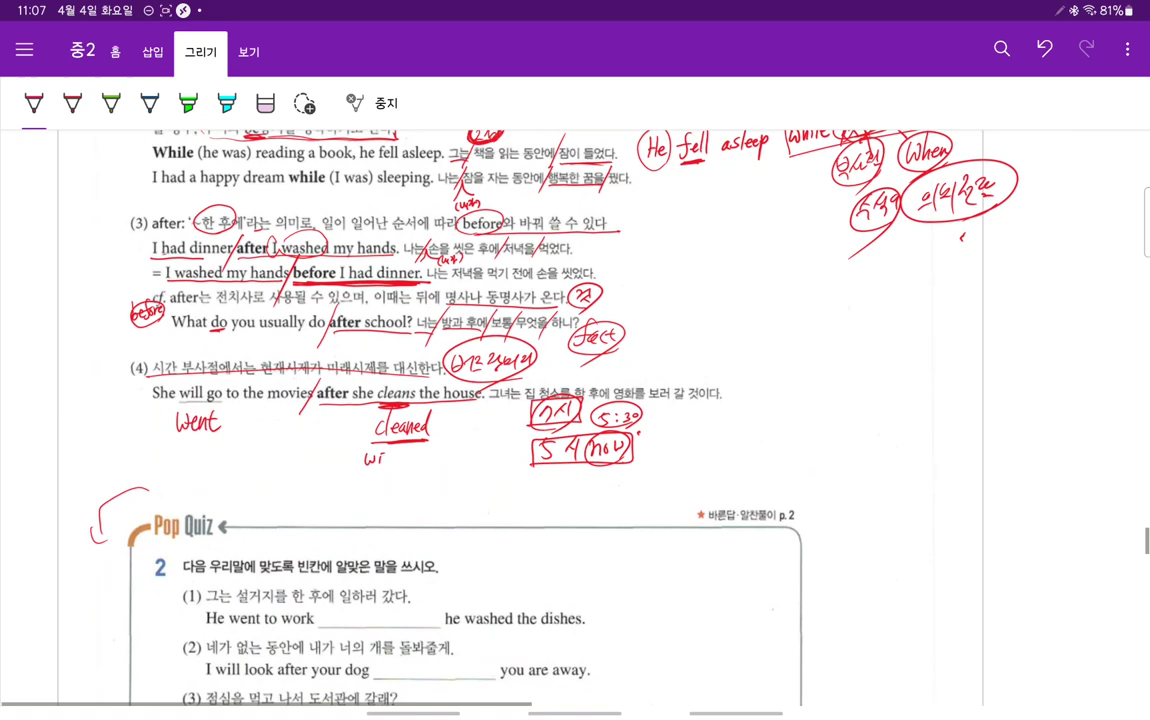 11:07 4월 4일 화요일 81%
중2 홈 삽입 그리기 보기
중지
While (he was) reading a book, he fell asleep. 그는 책을 읽는 동안에 잠이 들었다.
(He) fell asleep while
부사절 When
I had a happy dream while (I was) sleeping. 나는 잠을 자는 동안에 행복한 꿈을 꿨다.
(3) after: '~한 후에'라는 의미로, 일이 일어난 순서에 따라 before와 바꿔 쓸 수 있다
I had dinner after I washed my hands. 나는 손을 씻은 후에 저녁을 먹었다.
= I washed my hands before I had dinner. 나는 저녁을 먹기 전에 손을 씻었다.
cf. after는 전치사로 사용될 수 있으며, 이때는 뒤에 명사나 동명사가 온다.
before
What do you usually do after school? 너는 방과 후에 보통 무엇을 하니?
fact
(4) 시간 부사절에서는 현재시제가 미래시제를 대신한다.
She will go to the movies after she cleans the house. 그녀는 집 청소를 한 후에 영화를 보러 갈 것이다.
went cleaned 7시 5:30
wi 5시 now
Pop Quiz ★ 바른답·알찬풀이 p. 2
2 다음 우리말에 맞도록 빈칸에 알맞은 말을 쓰시오.
(1) 그는 설거지를 한 후에 일하러 갔다.
He went to work ____________ he washed the dishes.
(2) 네가 없는 동안에 내가 너의 개를 돌봐줄게.
I will look after your dog ____________ you are away.
(3) 점심을 먹고 나서 도서관에 갈래?